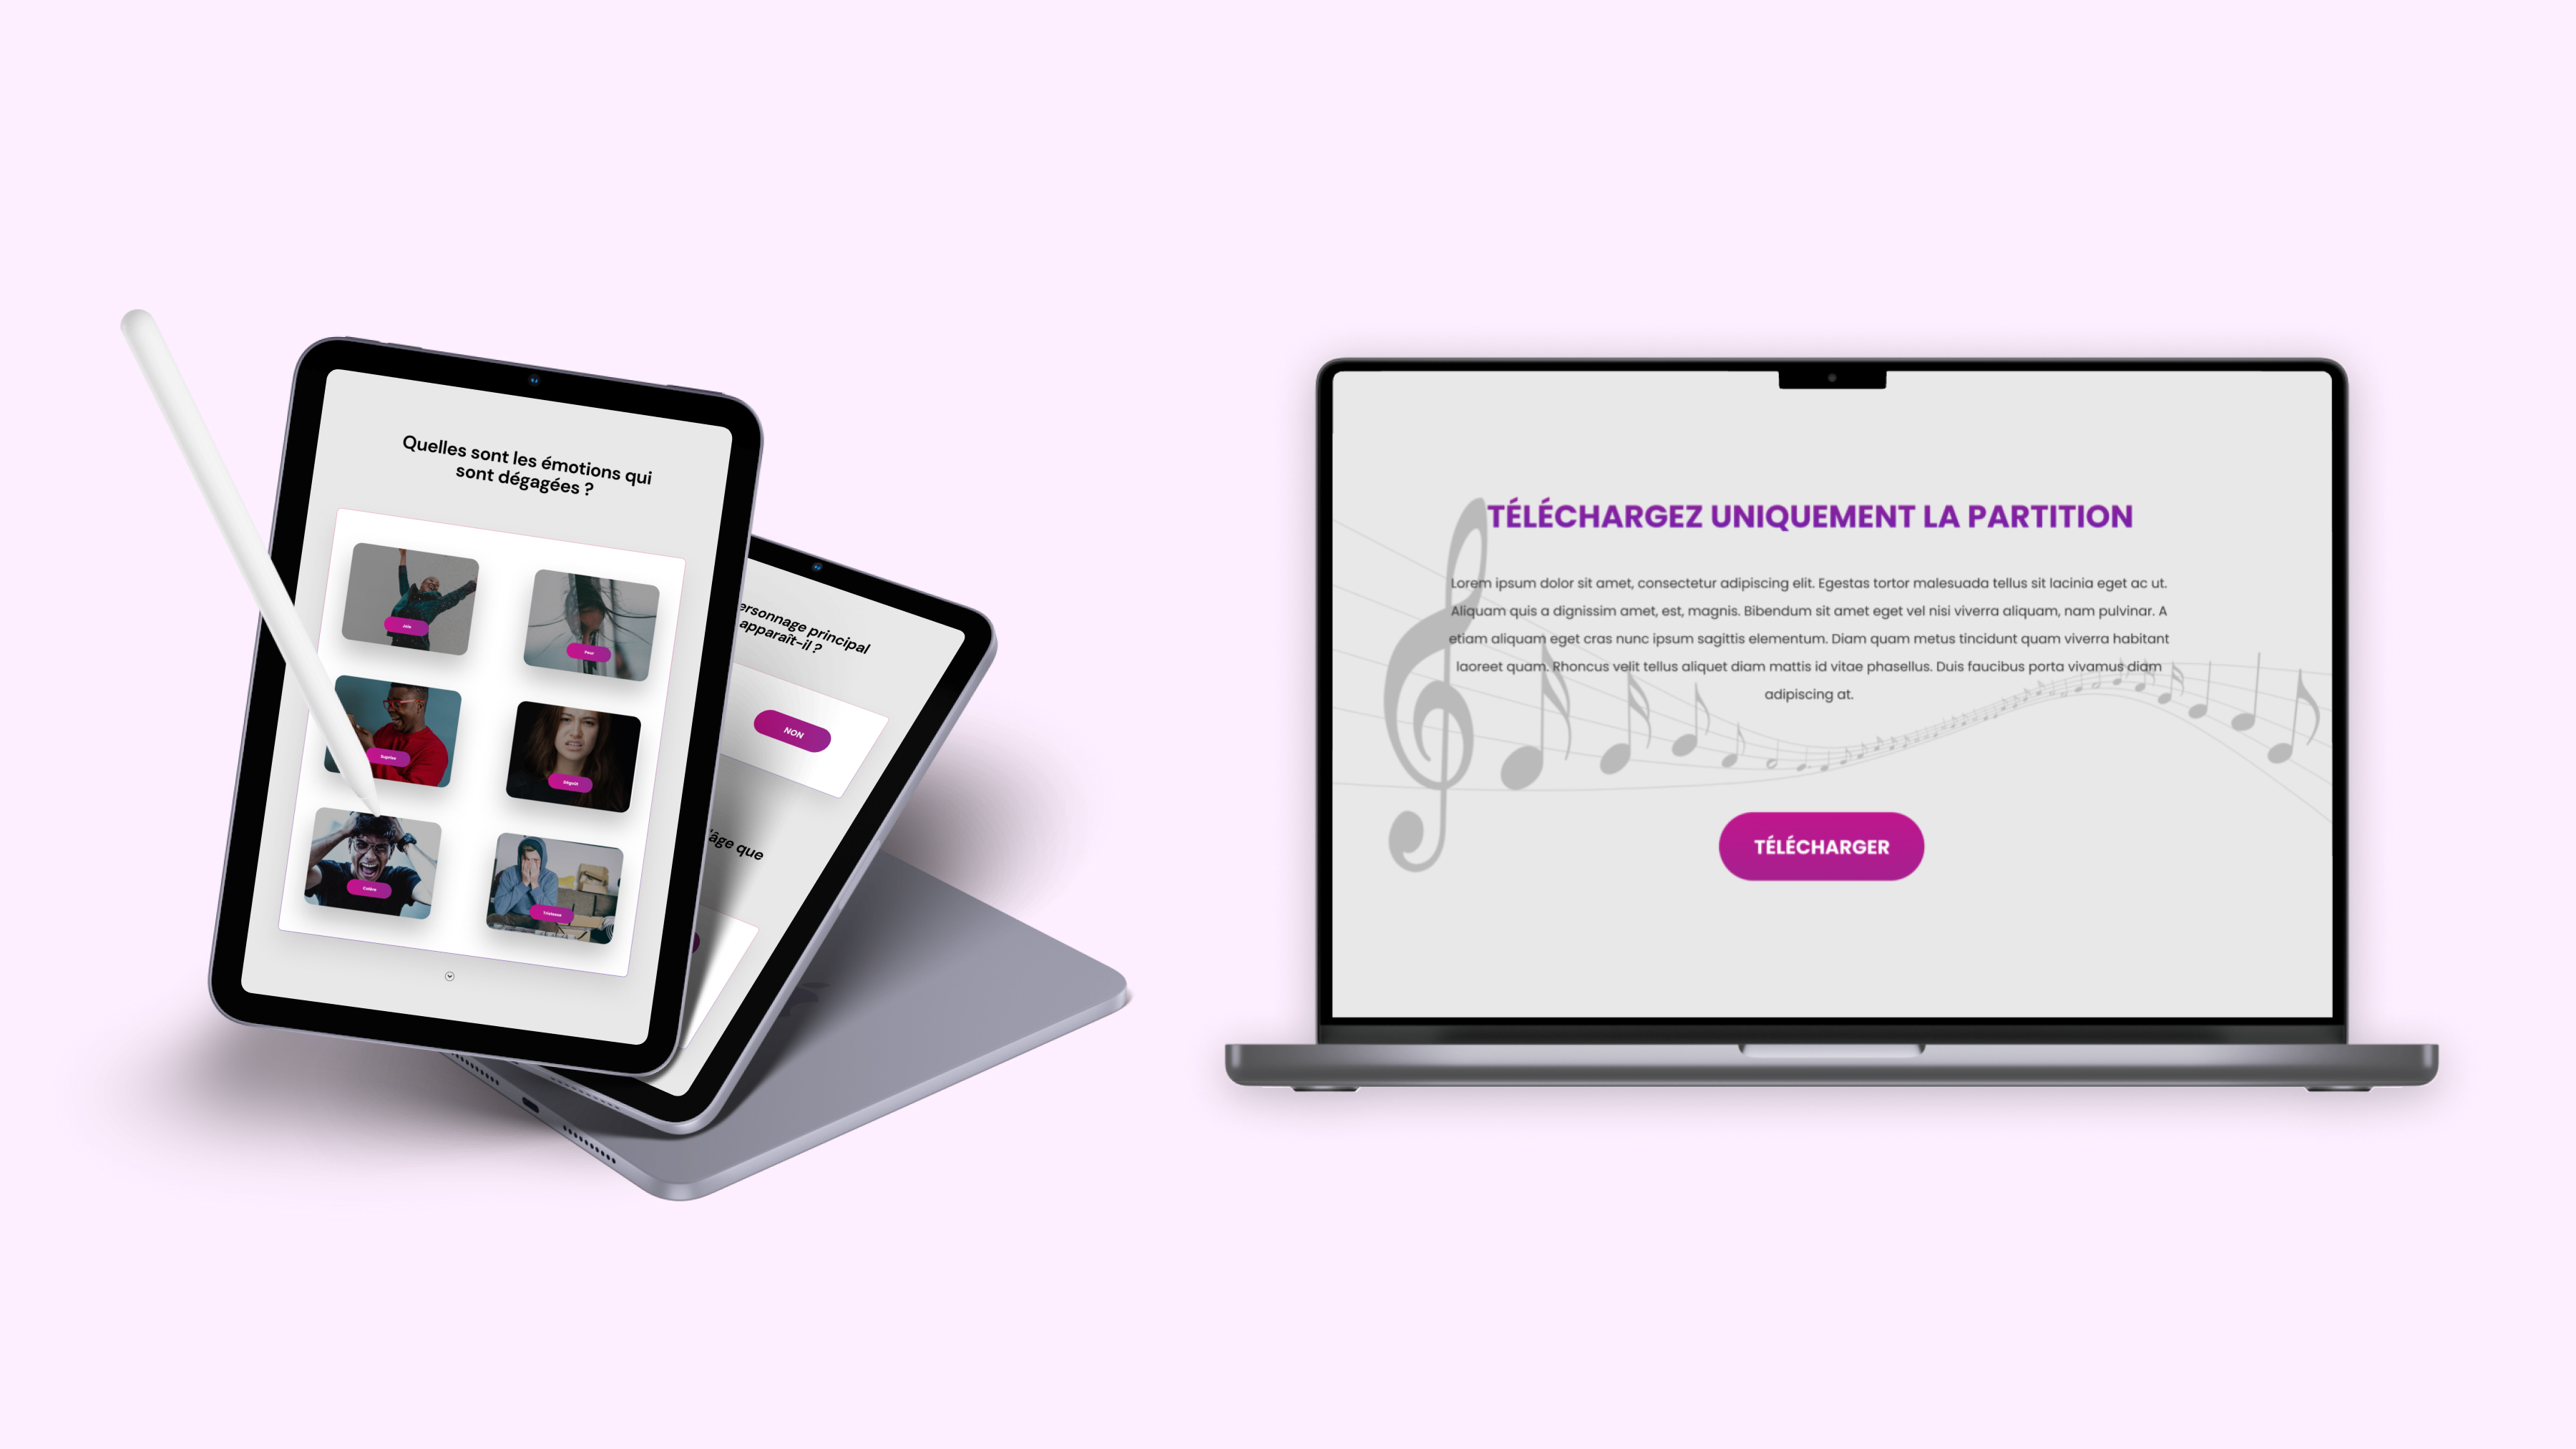 Quelles sont les émotions qui
sont dégagées ?
Joie
Peur
Surprise
Dégoût
Colère
Tristesse
ersonnage principal
apparaît-il ?
NON
'âge que
TÉLÉCHARGEZ UNIQUEMENT LA PARTITION
Lorem ipsum dolor sit amet, consectetur adipiscing elit. Egestas tortor malesuada tellus sit lacinia eget ac ut.
Aliquam quis a dignissim amet, est, magnis. Bibendum sit amet eget vel nisi viverra aliquam, nam pulvinar. A
etiam aliquam eget cras nunc ipsum sagittis elementum. Diam quam metus tincidunt quam viverra habitant
laoreet quam. Rhoncus velit tellus aliquet diam mattis id vitae phasellus. Duis faucibus porta vivamus diam
adipiscing at.
TÉLÉCHARGER